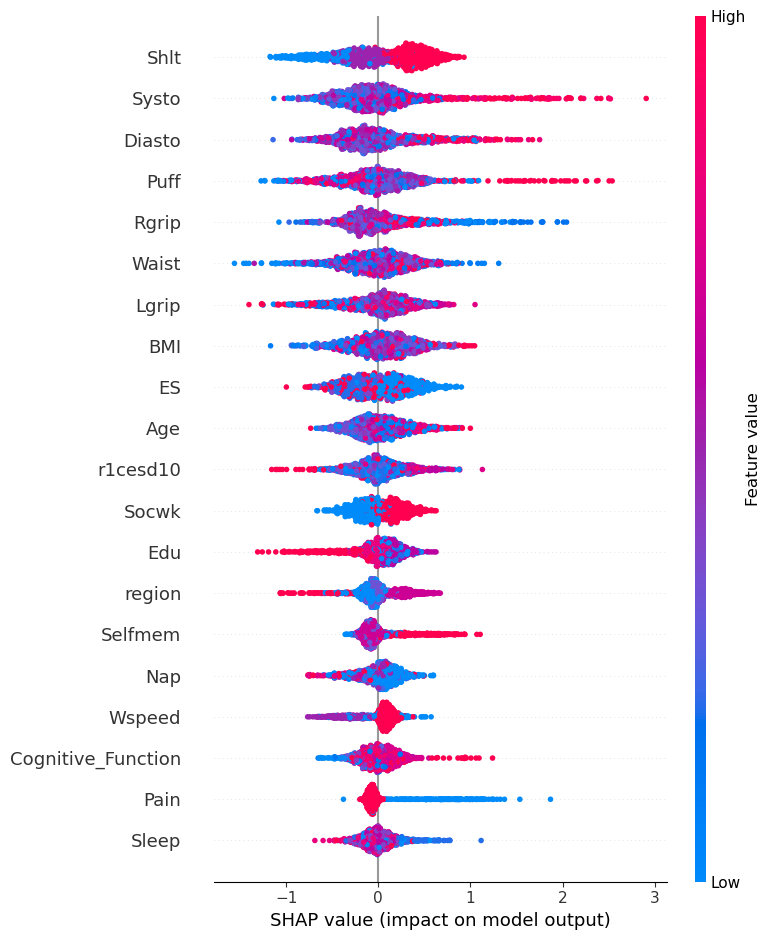 High
Shlt
Systo
Diasto
Puff
Rgrip
Waist
Lgrip
BMI
ES
Age
r1cesd10
Socwk
Edu
region
Selfmem
Nap
Wspeed
Cognitive_Function
Pain
Sleep
Low
Feature value
−1 0 1 2 3
SHAP value (impact on model output)